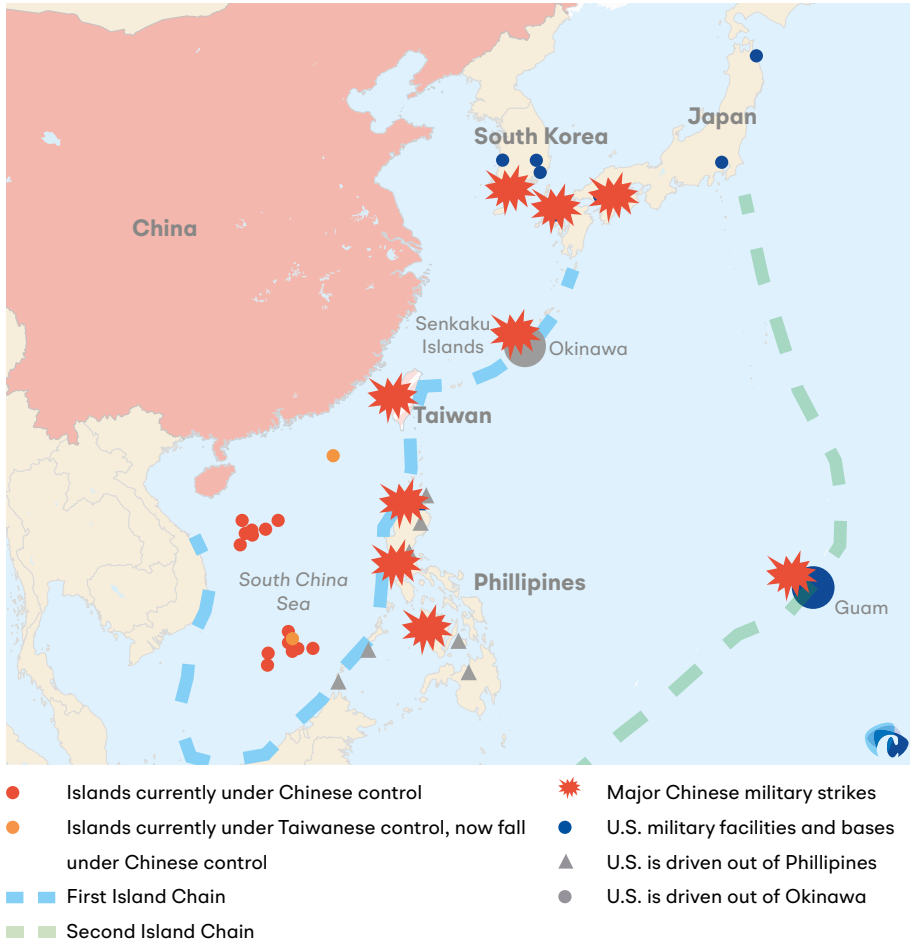 Japan
South Korea
China
Senkaku
Islands
Okinawa
Taiwan
South China
Sea
Phillipines
Guam
Islands currently under Chinese control
Islands currently under Taiwanese control, now fall
under Chinese control
First Island Chain
Second Island Chain
Major Chinese military strikes
U.S. military facilities and bases
U.S. is driven out of Phillipines
U.S. is driven out of Okinawa